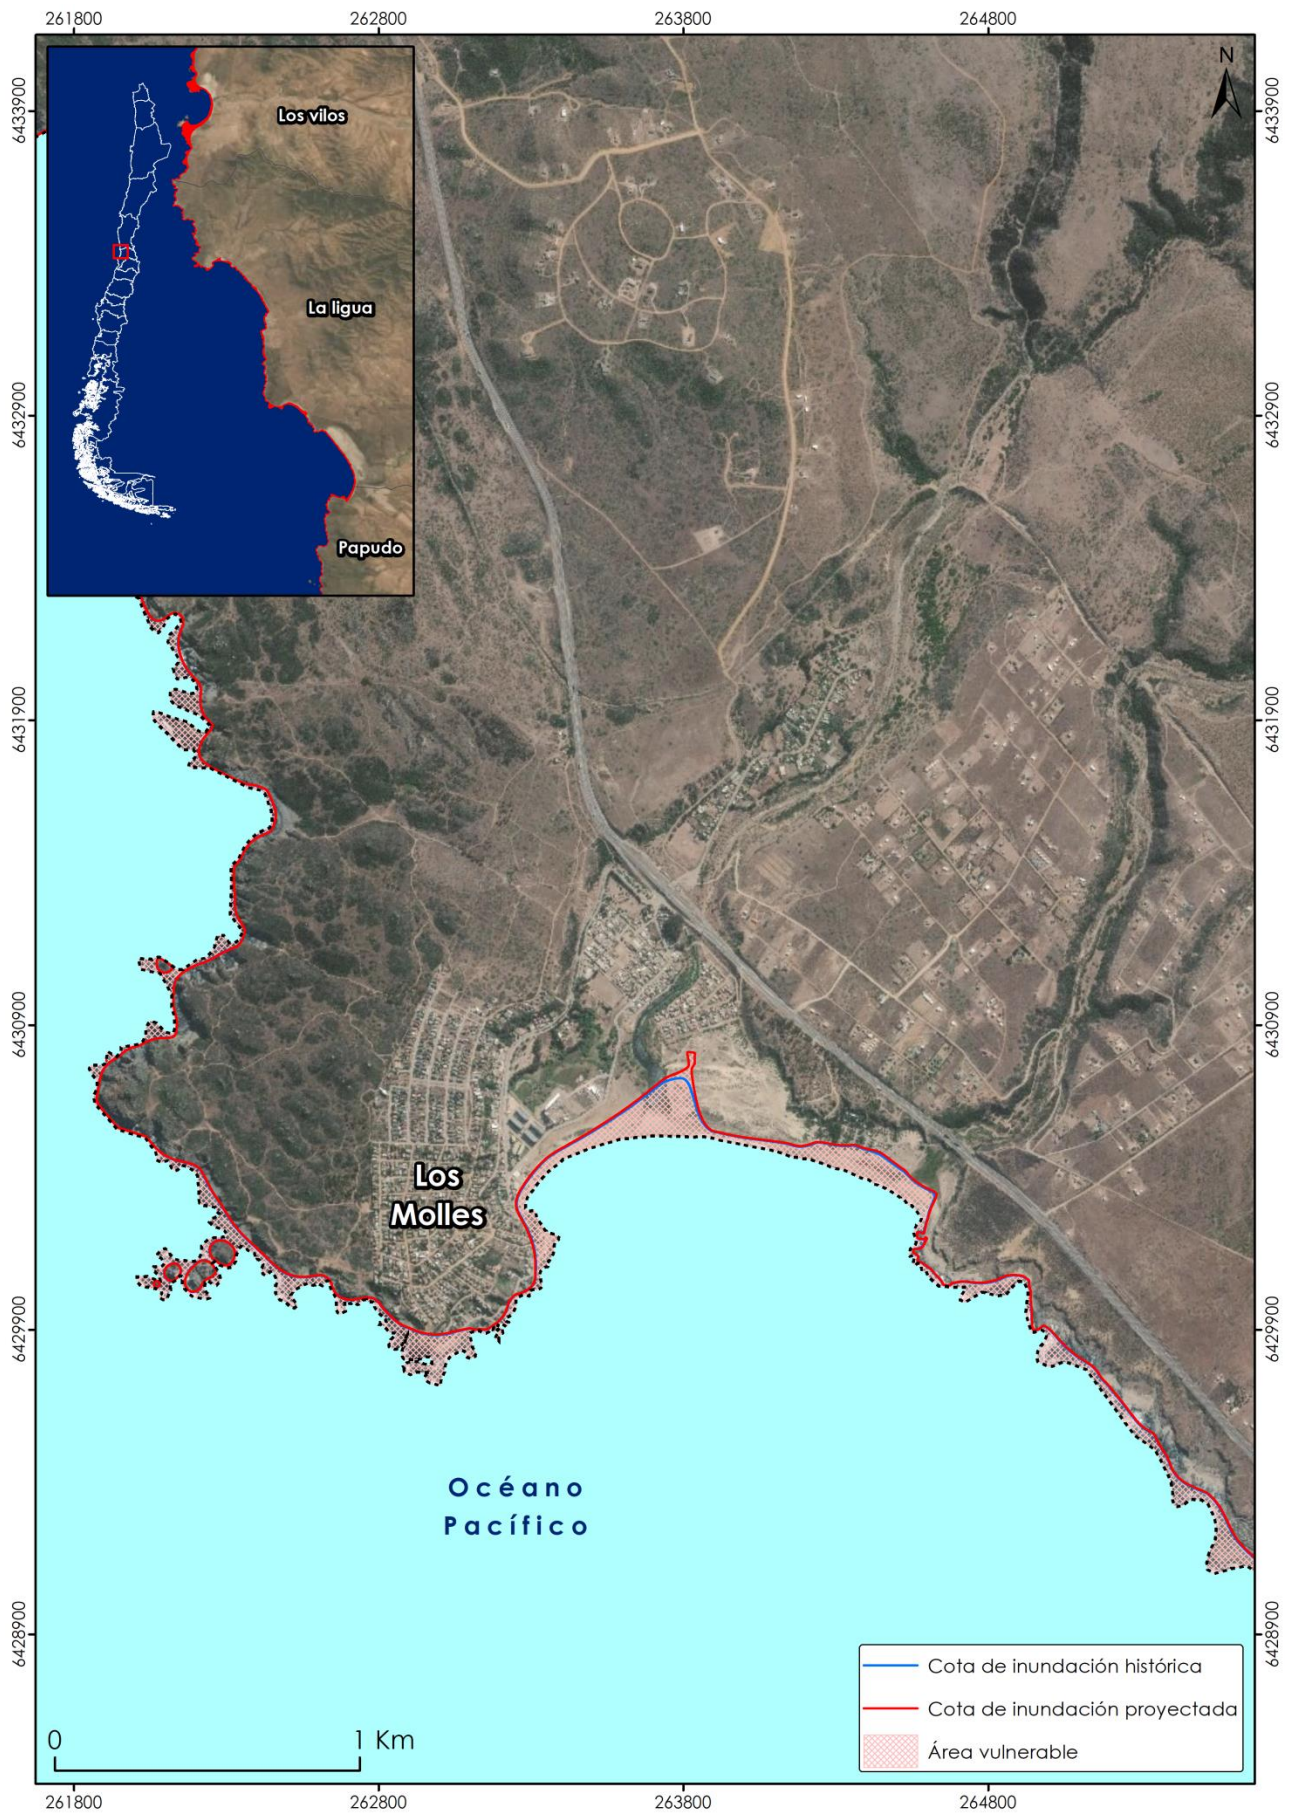 261800
262800
263800
264800
N
6433900
6433900
Los vilos
La ligua
Papudo
6432900
6432900
6431900
6431900
6430900
6430900
Los
Molles
6429900
6429900
Océano
Pacífico
6428900
6428900
Cota de inundación histórica
Cota de inundación proyectada
Área vulnerable
0
1 Km
261800
262800
263800
264800